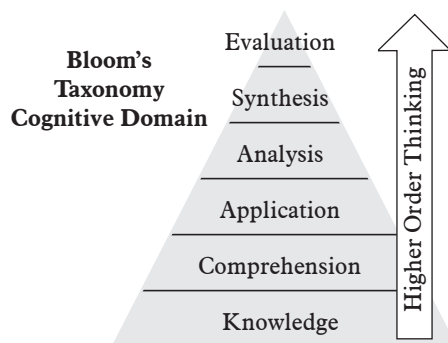 Bloom's
Taxonomy
Cognitive Domain
Evaluation
Synthesis
Analysis
Application
Comprehension
Knowledge
Higher Order Thinking